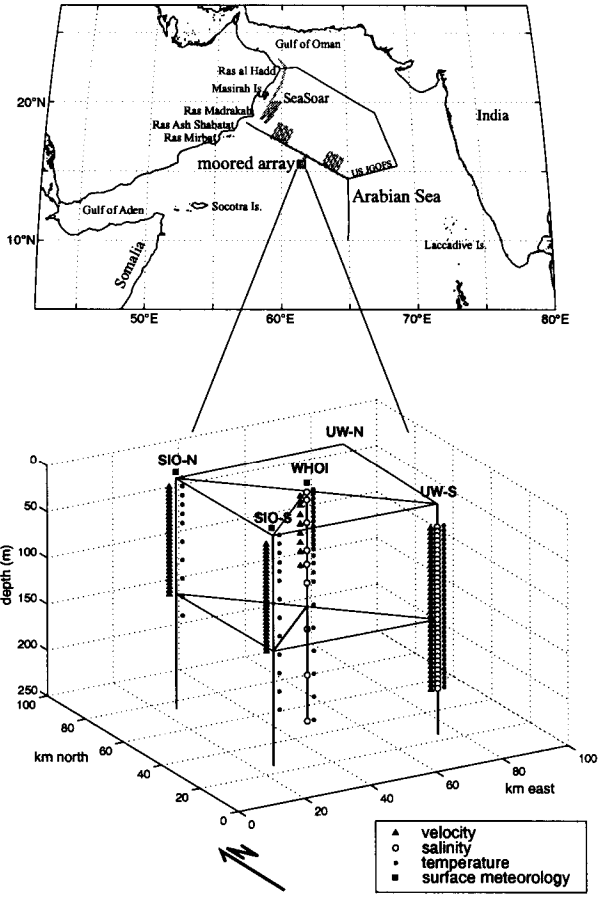 Gulf of Oman
Ras al Hadd
Masirah Is.
SeaSoar
20°N
Ras Madrakah
India
Ras Ash Shabatat
Ras Mirbat
moored array
US JGOFS
Arabian Sea
Gulf of Aden
Socotra Is.
10°N
Laccadive Is.
Somalia
50°E 60°E 70°E 80°E
UW-N
SIO-N
WHOI
0
UW-S
50
SIO-S
100
depth (m)
150
200
250
100
80
60
km north
40
20
0
0
20
40
60
80
100
km east
N
velocity
salinity
temperature
surface meteorology